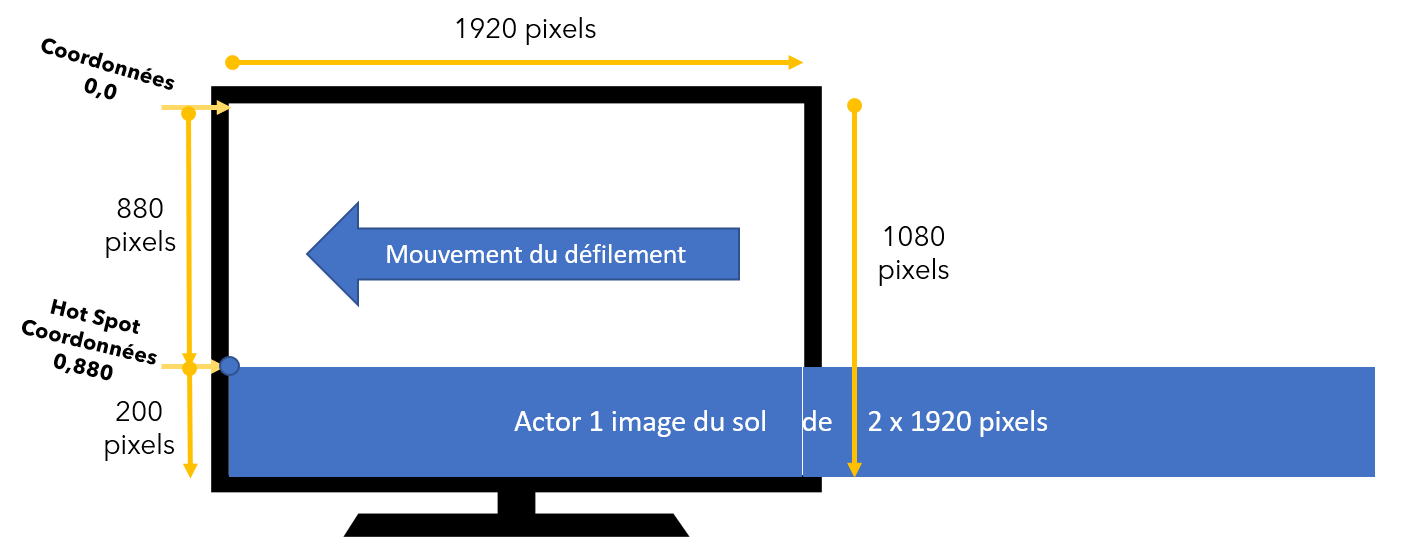 1920 pixels
Coordonnées
0,0
880
pixels
Mouvement du défilement
1080
pixels
Hot Spot
Coordonnées
0,880
200
pixels
Actor 1 image du sol de 2 x 1920 pixels